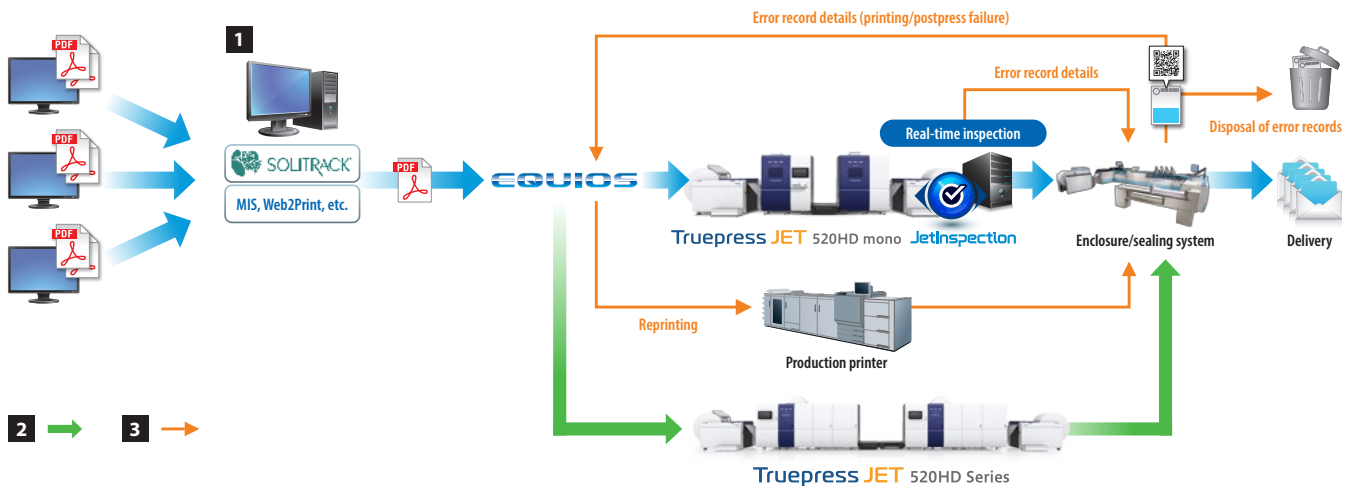 Error record details (printing/postpress failure)
1
PDF
PDF
PDF
Error record details
Real-time inspection
Disposal of error records
SOLITRACK
MIS, Web2Print, etc.
PDF
EQUIOS
Truepress JET 520HD mono
JetInspection
Enclosure/sealing system
Delivery
Reprinting
Production printer
2
3
Truepress JET 520HD Series